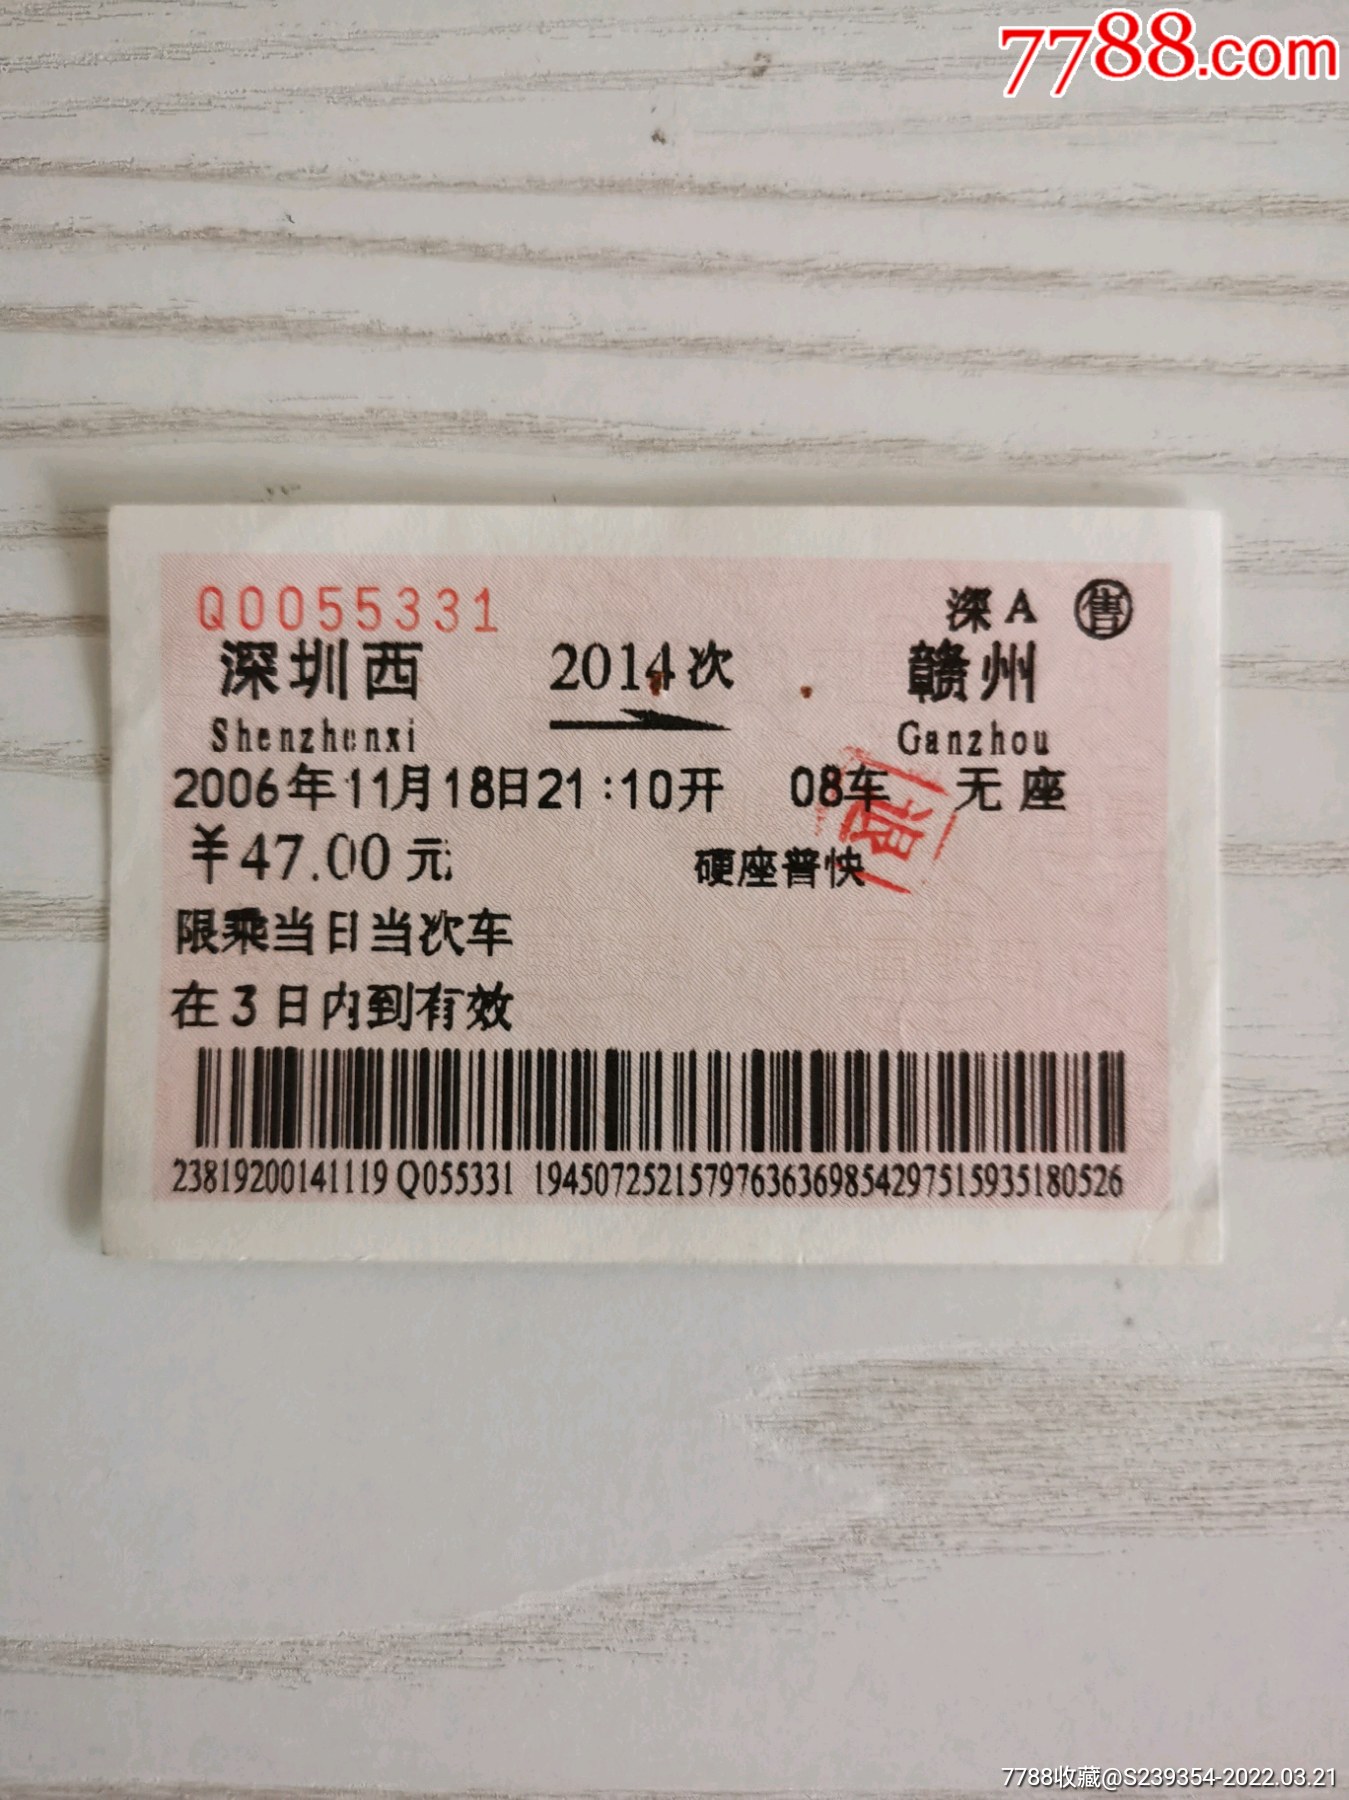 7788.com
Q0055331
深A 售
深圳西 2014次 赣州
Shenzhenxi Ganzhou
2006年11月18日21:10开 08车 无座
￥47.00元 硬座普快
限乘当日当次车
在3日内到有效
23819200141119Q055331 1945072521579763636985429751593518​0526
7788收藏@S239354-2022.03.21